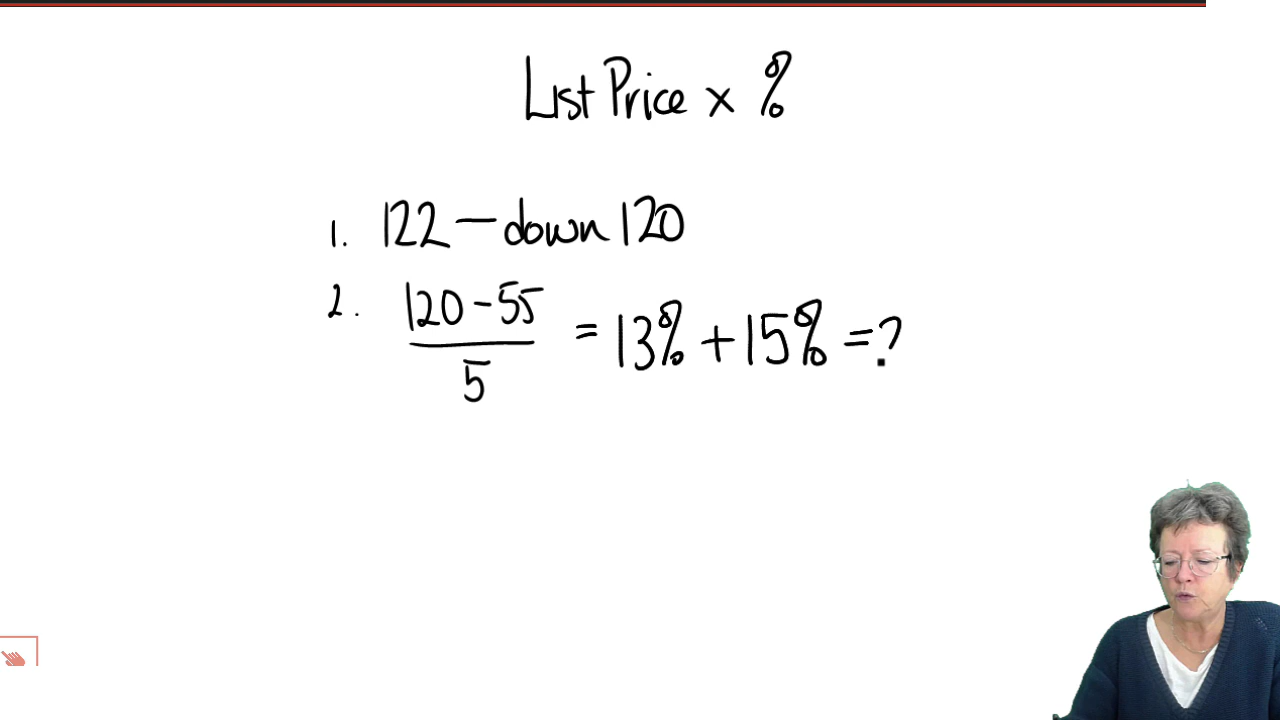 List Price x %
1. 122 – down 120
2. 120 - 55 / 5 = 13% + 15% = ?